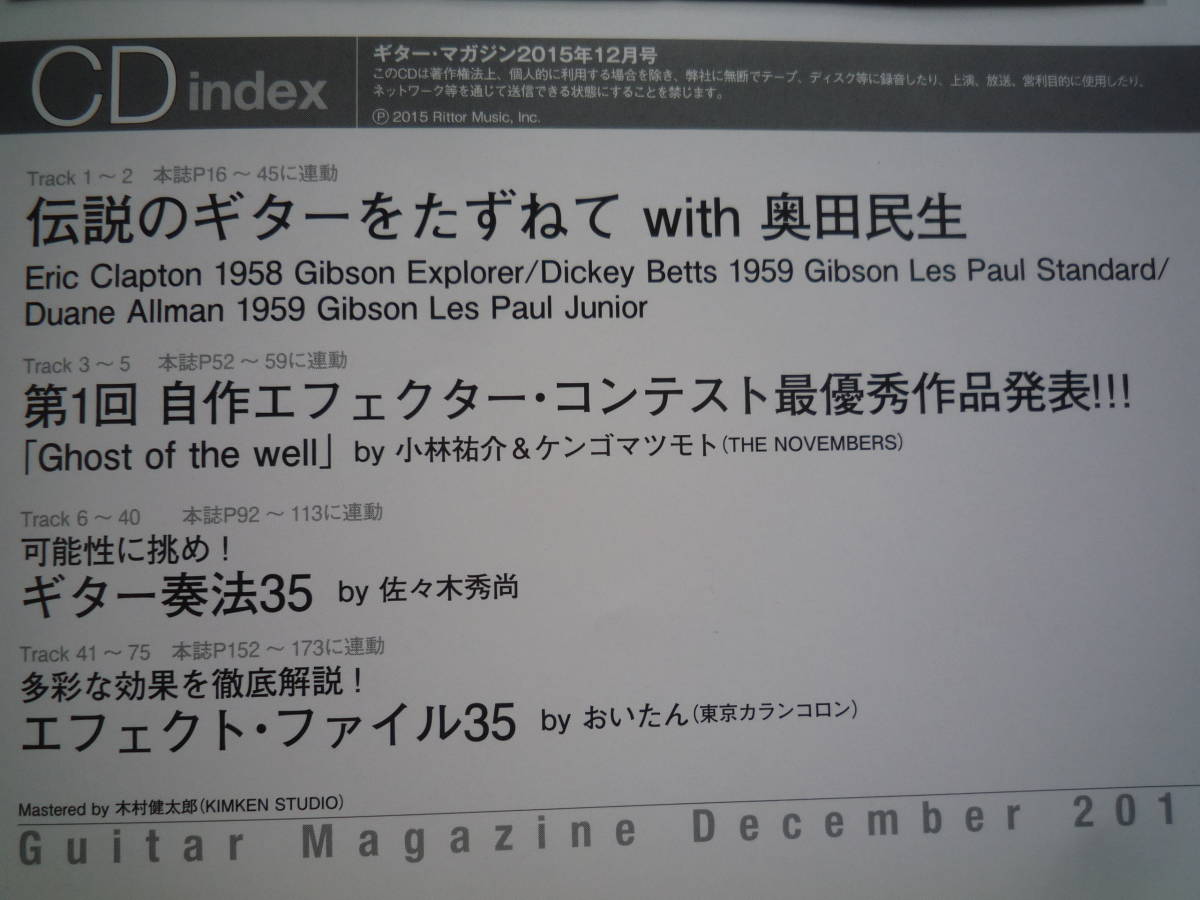 CD index
ギター・マガジン2015年12月号
このCDは著作権法上、個人的に利用する場合を除き、弊社に無断でテープ、ディスク等に録音したり、上演、放送、営利目的に使用したり、
ネットワーク等を通じて送信できる状態にすることを禁じます。
Ⓟ 2015 Rittor Music, Inc.
Track 1～2　本誌P16～45に連動
伝説のギターをたずねて with 奥田民生
Eric Clapton 1958 Gibson Explorer/Dickey Betts 1959 Gibson Les Paul Standard/
Duane Allman 1959 Gibson Les Paul Junior
Track 3～5　本誌P52～59に連動
第1回 自作エフェクター・コンテスト最優秀作品発表!!!
「Ghost of the well」 by 小林祐介＆ケンゴマツモト（THE NOVEMBERS）
Track 6～40　本誌P92～113に連動
可能性に挑め！
ギター奏法35 by 佐々木秀尚
Track 41～75　本誌P152～173に連動
多彩な効果を徹底解説！
エフェクト・ファイル35 by おいたん（東京カランコロン）
Mastered by 木村健太郎（KIMKEN STUDIO）
Guitar Magazine December 201